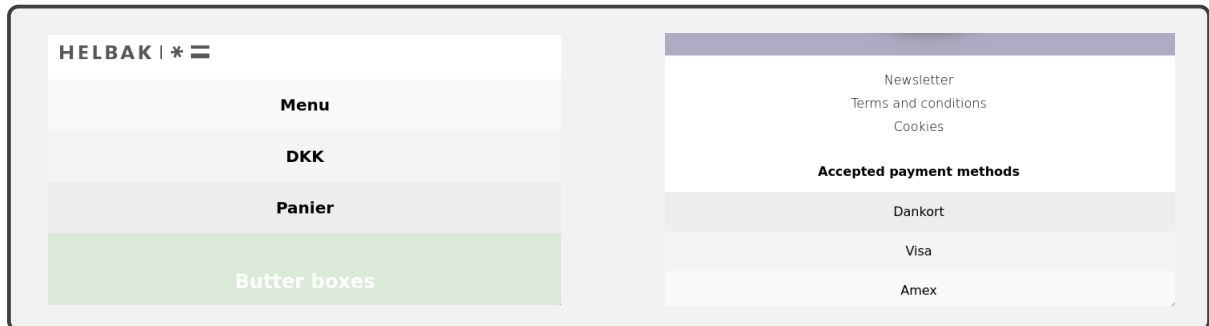 HELBAK | * =
Menu
DKK
Panier
Butter boxes
Newsletter
Terms and conditions
Cookies
Accepted payment methods
Dankort
Visa
Amex